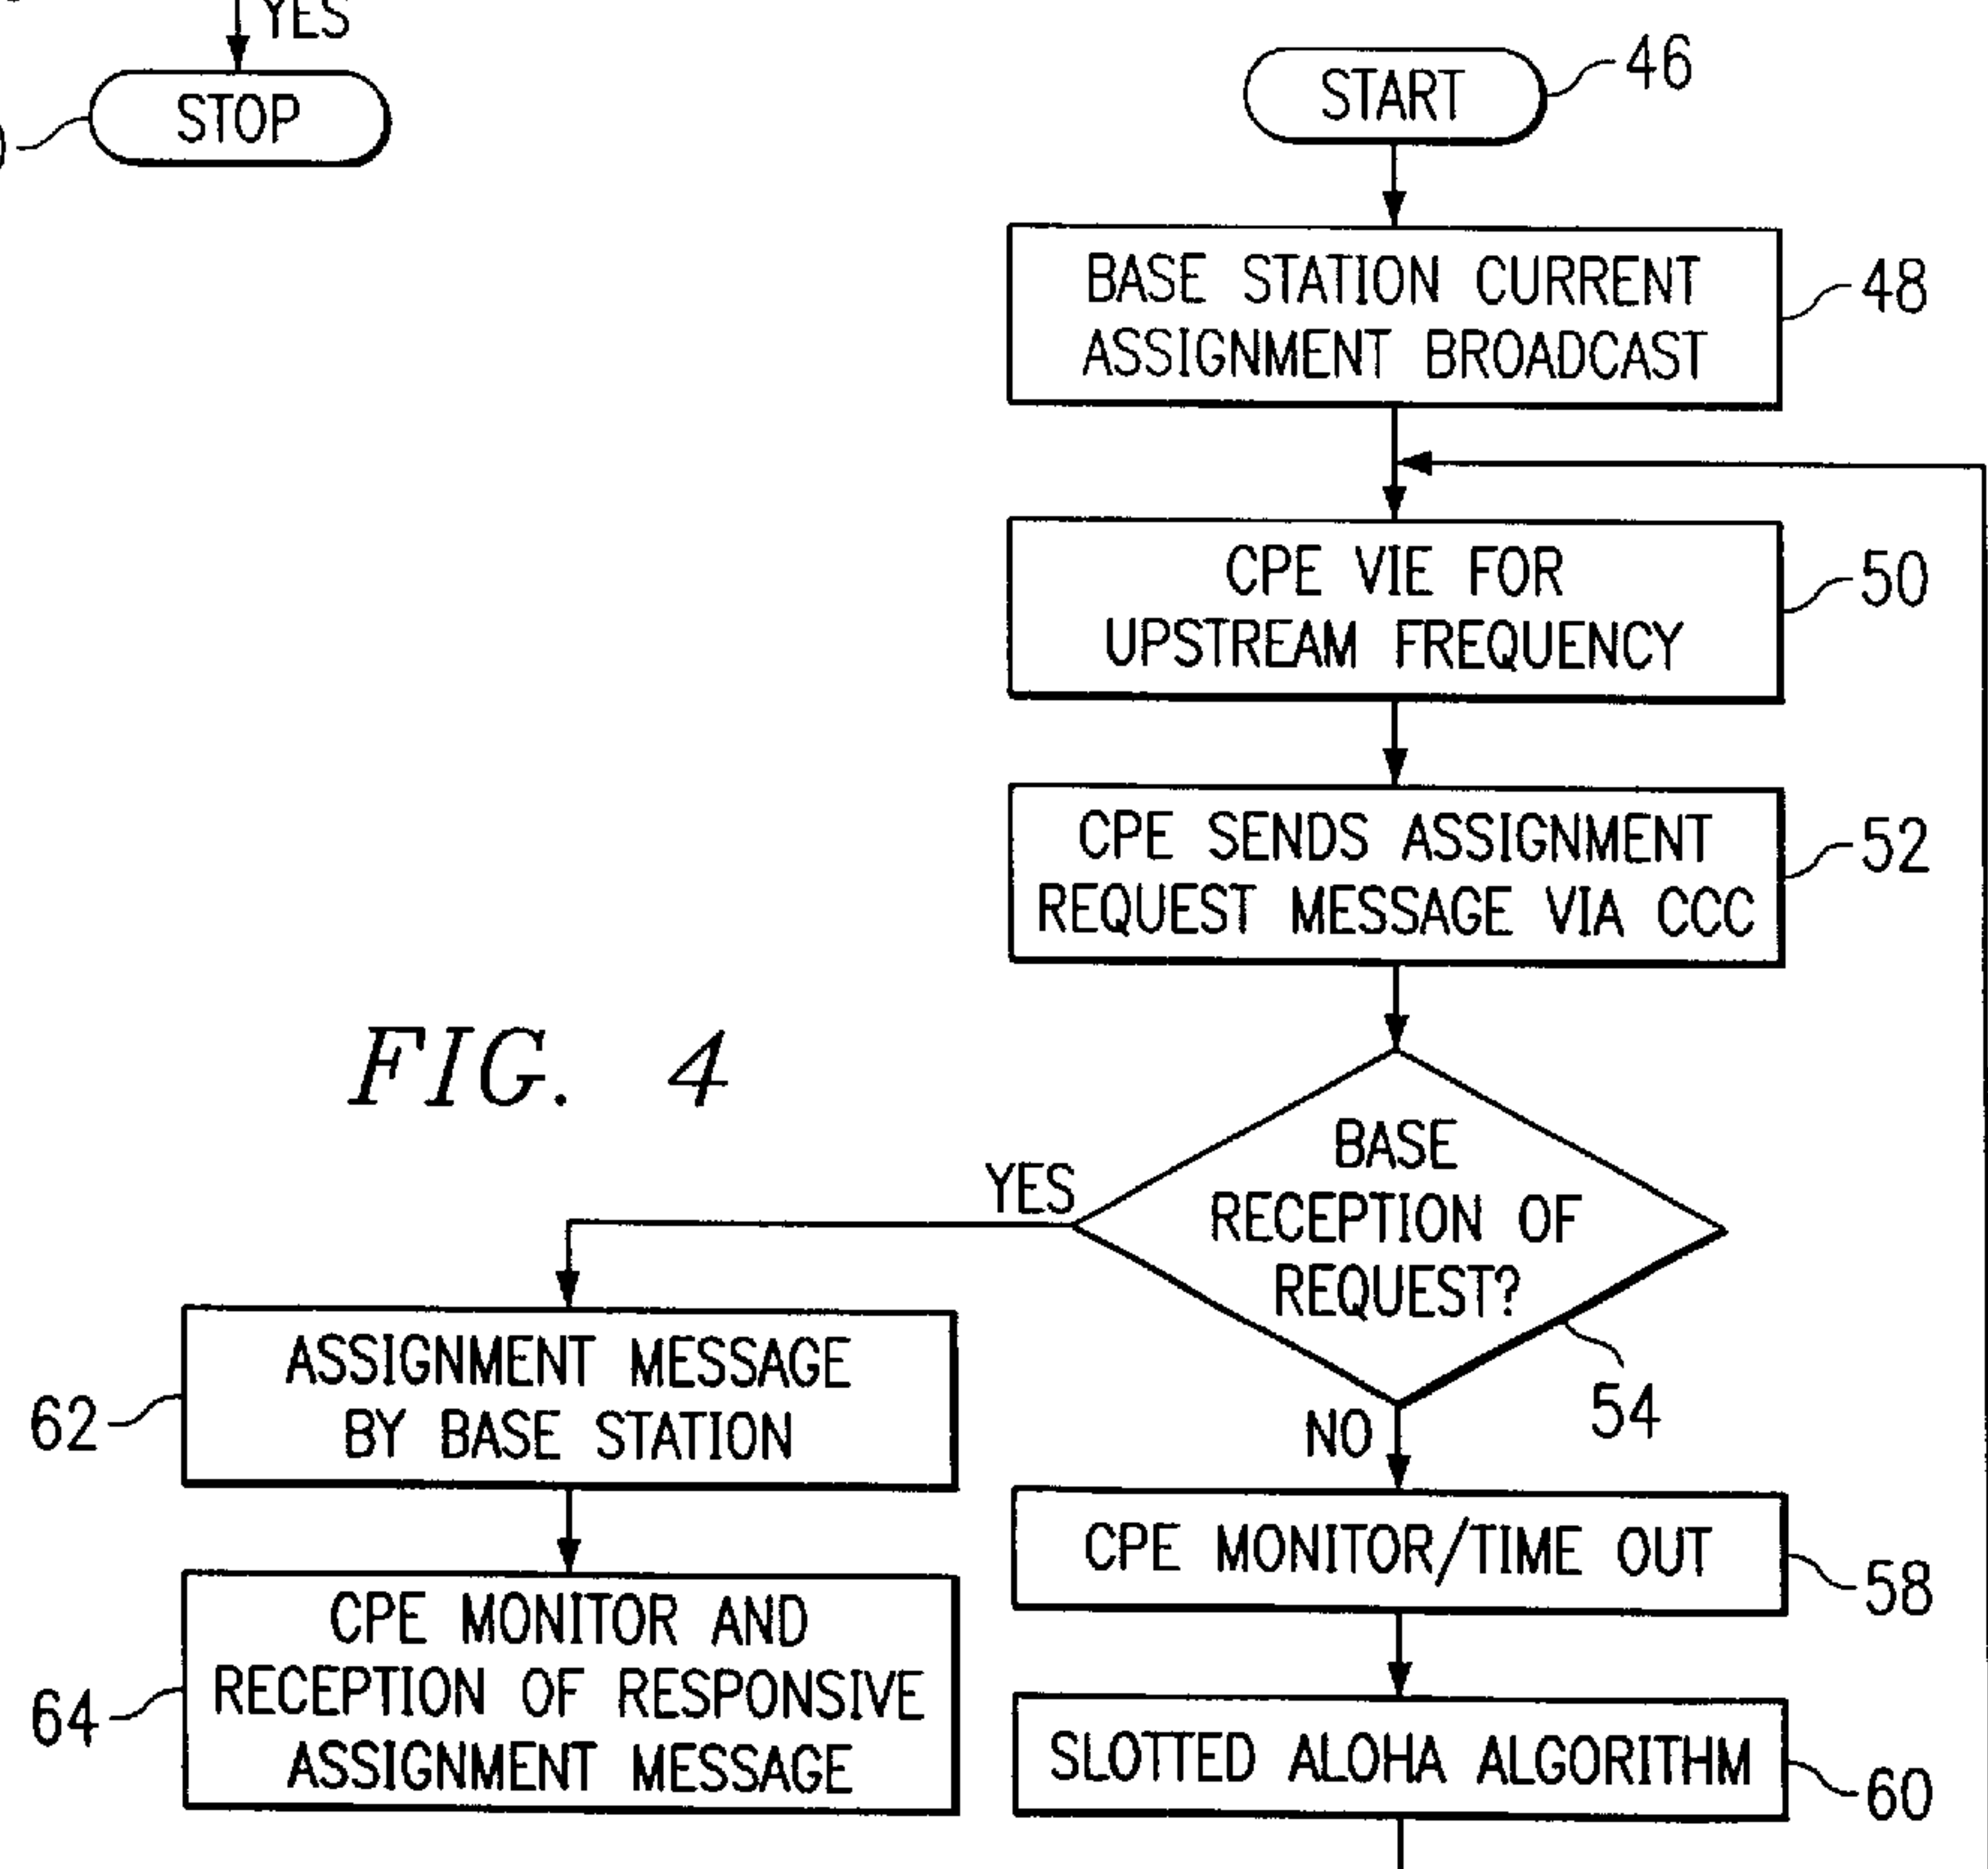 YES
STOP
START
46
BASE STATION CURRENT
ASSIGNMENT BROADCAST
48
CPE VIE FOR
UPSTREAM FREQUENCY
50
CPE SENDS ASSIGNMENT
REQUEST MESSAGE VIA CCC
52
FIG. 4
BASE
RECEPTION OF
REQUEST?
54
YES
NO
ASSIGNMENT MESSAGE
BY BASE STATION
62
CPE MONITOR/TIME OUT
58
CPE MONITOR AND
RECEPTION OF RESPONSIVE
ASSIGNMENT MESSAGE
64
SLOTTED ALOHA ALGORITHM
60